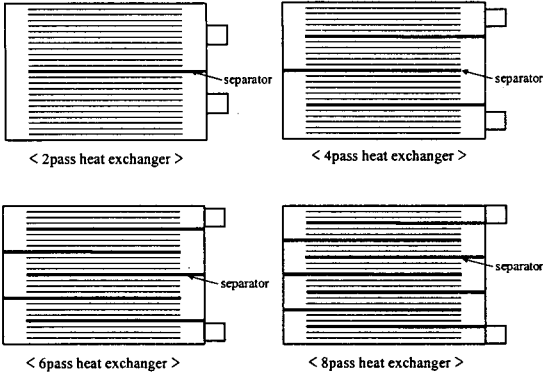 separator
separator
< 2pass heat exchanger >
< 4pass heat exchanger >
separator
separator
< 6pass heat exchanger >
< 8pass heat exchanger >